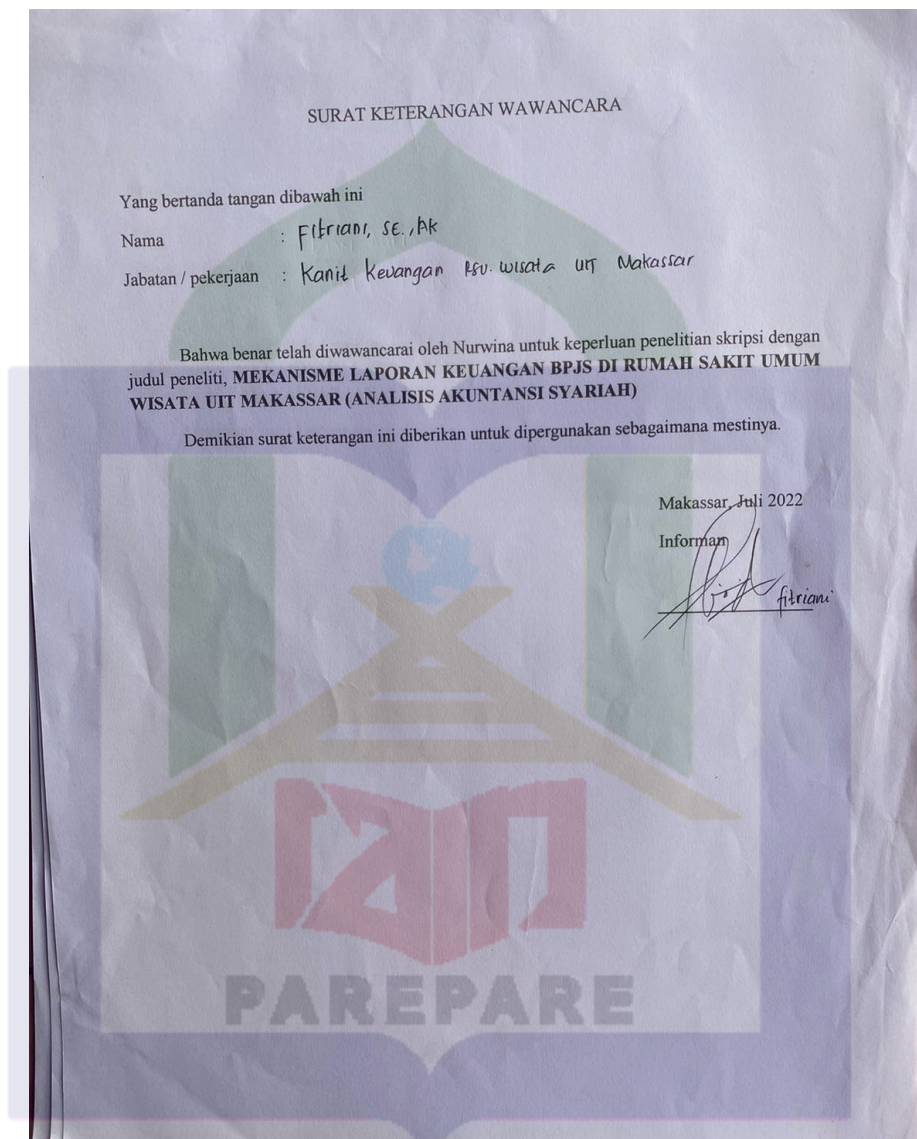 SURAT KETERANGAN WAWANCARA
Yang bertanda tangan dibawah ini
Nama : Fitriani, SE., Ak
Jabatan / pekerjaan : Kanit Keuangan RSU. Wisata UIT Makassar
Bahwa benar telah diwawancarai oleh Nurwina untuk keperluan penelitian skripsi dengan
judul peneliti, MEKANISME LAPORAN KEUANGAN BPJS DI RUMAH SAKIT UMUM
WISATA UIT MAKASSAR (ANALISIS AKUNTANSI SYARIAH)
Demikian surat keterangan ini diberikan untuk dipergunakan sebagaimana mestinya.
Makassar, Juli 2022
Informan
fitriani
iain
PAREPARE